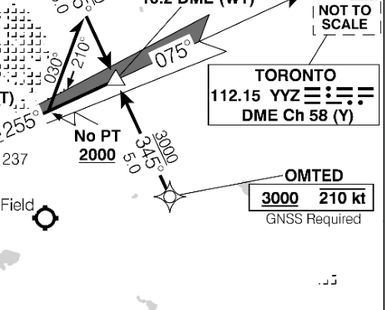 10.2 DME (WT)
NOT TO
SCALE
030°
210°
075°
TORONTO
112.15 YYZ
DME Ch 58 (Y)
T)
255°
No PT
2000
237
3000
345°
5.0
OMTED
3000 210 kt
GNSS Required
Field